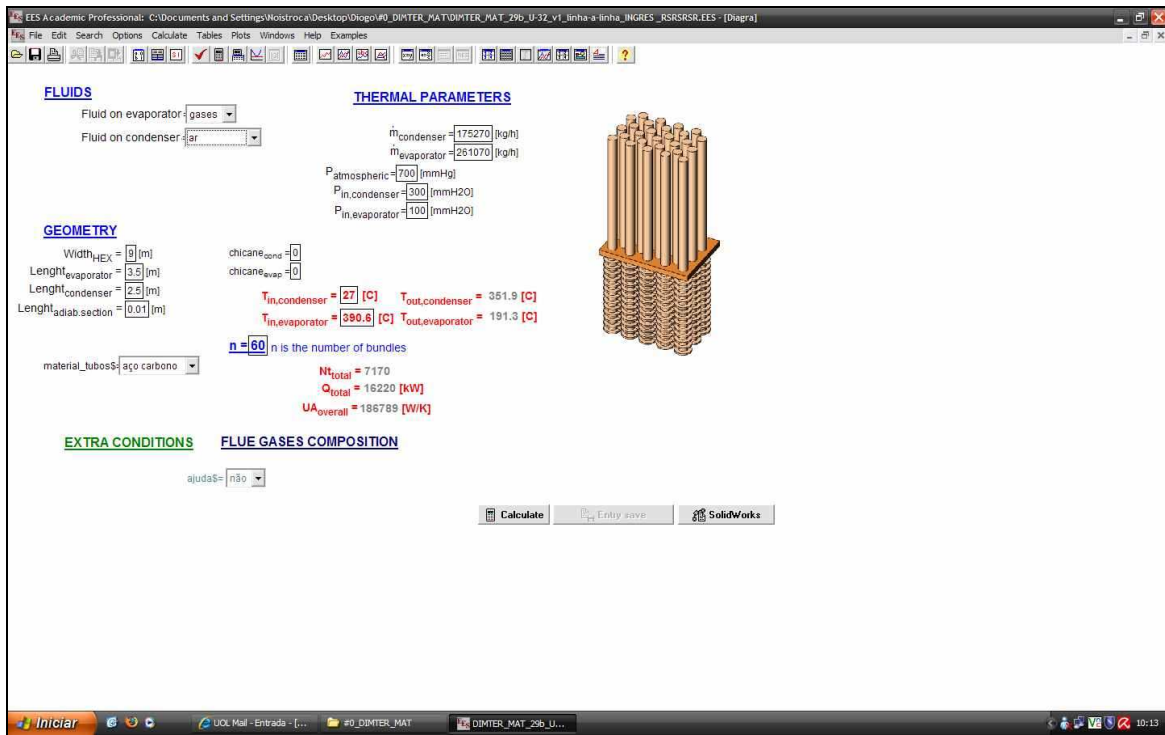 EES Academic Professional: C:\Documents and Settings\Noistroca\Desktop\Diogo\#0_DIMTER_MAT\DIMTER_MAT_29b_U-32_v1_linha-a-linha_INGRES _RSRSRSR.EES - [Diagra]
File Edit Search Options Calculate Tables Plots Windows Help Examples
FLUIDS
Fluid on evaporator= gases
Fluid on condenser= ar
THERMAL PARAMETERS
ṁcondenser = 175270 [kg/h]
ṁevaporator = 261070 [kg/h]
Patmospheric = 700 [mmHg]
Pin,condenser = 300 [mmH2O]
Pin,evaporator = 100 [mmH2O]
GEOMETRY
WidthHEX = 9 [m]
Lenghtevaporator = 3.5 [m]
Lenghtcondenser = 2.5 [m]
Lenghtadiab.section = 0.01 [m]
chicanecond = 0
chicaneevap = 0
Tin,condenser = 27 [C] Tout,condenser = 351.9 [C]
Tin,evaporator = 390.6 [C] Tout,evaporator = 191.3 [C]
n = 60 n is the number of bundles
material_tubos$= aço carbono
Nttotal = 7170
Qtotal = 16220 [kW]
UAoverall = 186789 [W/K]
EXTRA CONDITIONS FLUE GASES COMPOSITION
ajuda$= não
Calculate Entry save SolidWorks
Iniciar UOL Mail - Entrada - [... #0_DIMTER_MAT DIMTER_MAT_29b_U... 10:13